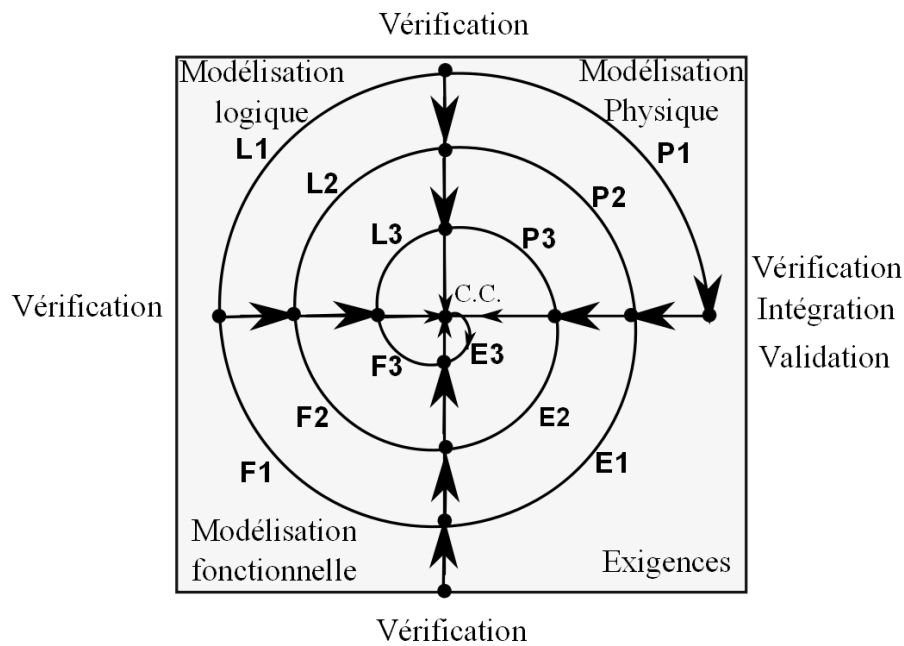 Vérification
Modélisation
logique
Modélisation
Physique
L1
P1
L2
P2
L3
P3
Vérification
C.C.
Vérification
Intégration
Validation
F3
E3
F2
E2
F1
E1
Modélisation
fonctionnelle
Exigences
Vérification